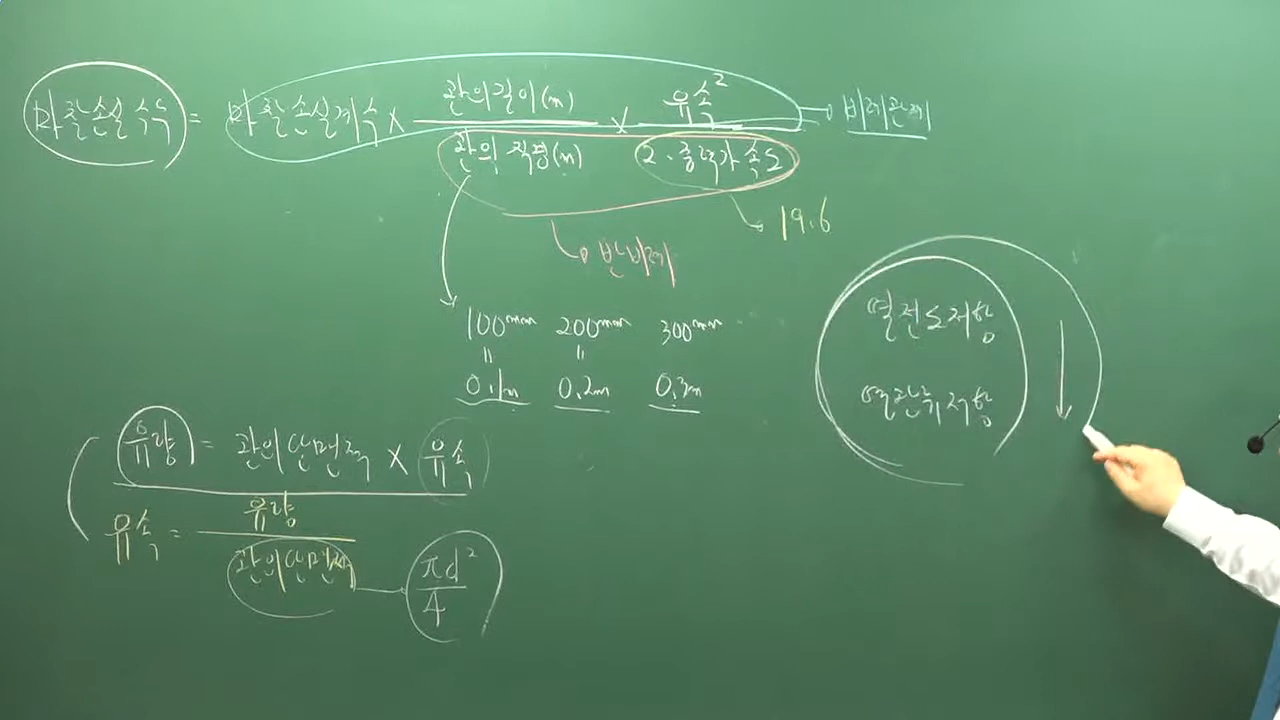 마찰손실수두 = 마찰손실계수 × 관의길이(m) / 관의 직경(m) × 유속² / 2·중력가속도 → 비례관계
→ 19.6
→ 반비례
100mm 200mm 300mm
= =
0.1m 0.2m 0.3m
열전도저항
열관류저항
유량 = 관의단면적 × 유속
유속 = 유량 / 관의단면적 — πd² / 4